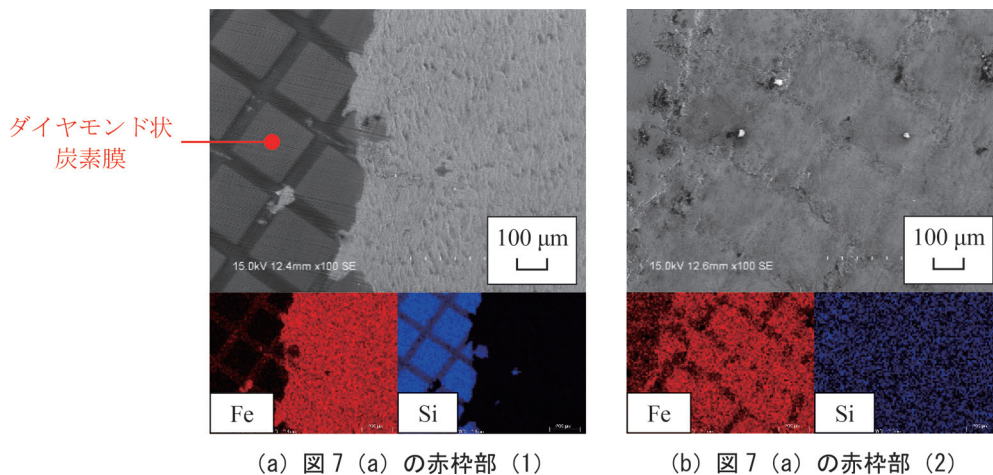 ダイヤモンド状
炭素膜
100 μm
15.0kV 12.4mm x100 SE
Fe
Si
(a) 図7 (a) の赤枠部 (1)
100 μm
15.0kV 12.6mm x100 SE
Fe
Si
(b) 図7 (a) の赤枠部 (2)